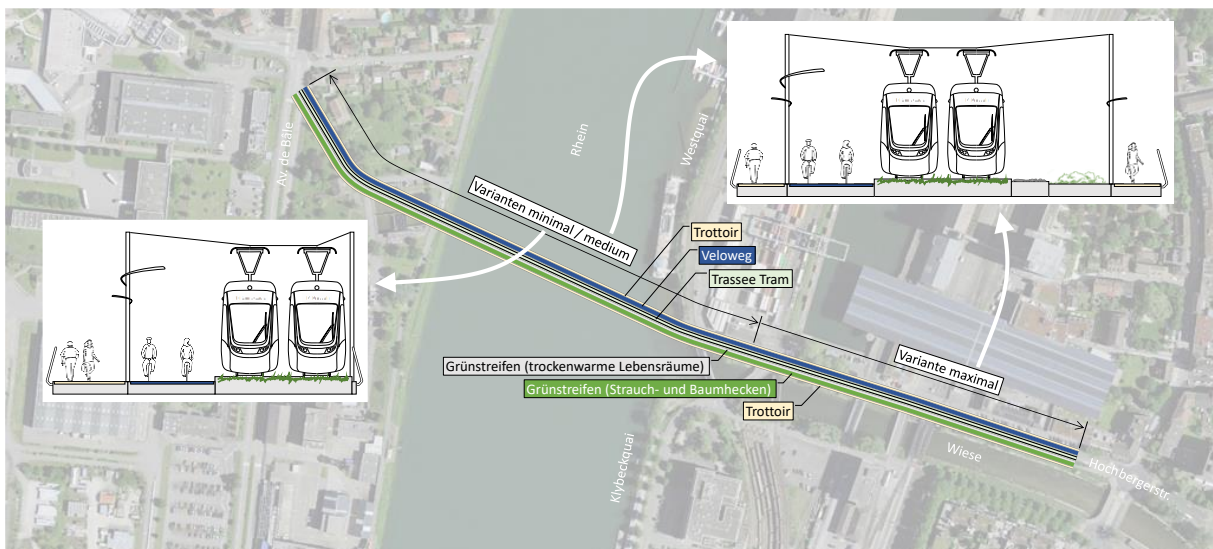 Av. de Bâle
Rhein
Westquai
Varianten minimal / medium
Trottoir
Veloweg
Trassee Tram
Grünstreifen (trockenwarme Lebensräume)
Grünstreifen (Strauch- und Baumhecken)
Trottoir
Variante maximal
Klybeckquai
Wiese
Hochbergerstr.